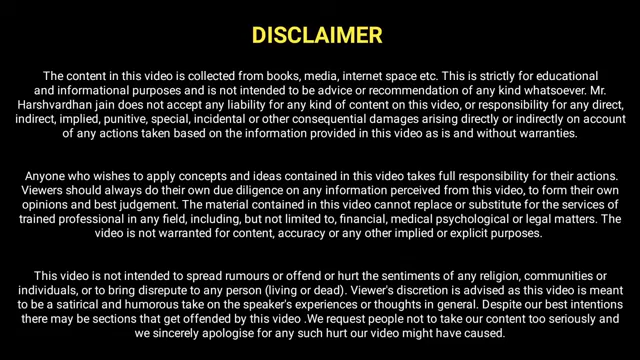 DISCLAIMER
The content in this video is collected from books, media, internet space etc. This is strictly for educational
and informational purposes and is not intended to be advice or recommendation of any kind whatsoever. Mr.
Harshvardhan jain does not accept any liability for any kind of content on this video, or responsibility for any direct,
indirect, implied, punitive, special, incidental or other consequential damages arising directly or indirectly on account
of any actions taken based on the information provided in this video as is and without warranties.
Anyone who wishes to apply concepts and ideas contained in this video takes full responsibility for their actions.
Viewers should always do their own due diligence on any information perceived from this video, to form their own
opinions and best judgement. The material contained in this video cannot replace or substitute for the services of
trained professional in any field, including, but not limited to, financial, medical psychological or legal matters. The
video is not warranted for content, accuracy or any other implied or explicit purposes.
This video is not intended to spread rumours or offend or hurt the sentiments of any religion, communities or
individuals, or to bring disrepute to any person (living or dead). Viewer's discretion is advised as this video is meant
to be a satirical and humorous take on the speaker's experiences or thoughts in general. Despite our best intentions
there may be sections that get offended by this video .We request people not to take our content too seriously and
we sincerely apologise for any such hurt our video might have caused.